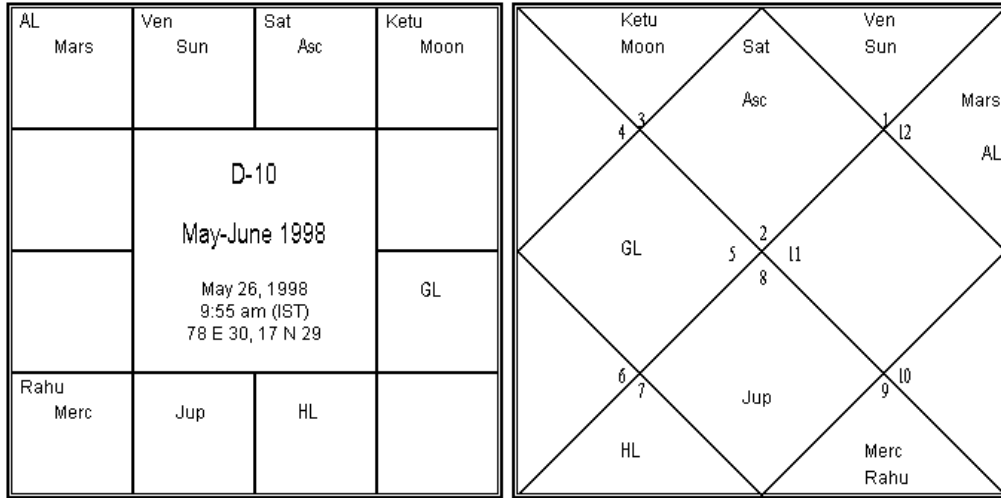 AL
Mars
Ven
Sun
Sat
Asc
Ketu
Moon
D-10
May-June 1998
May 26, 1998
9:55 am (IST)
78 E 30, 17 N 29
GL
Rahu
Merc
Jup
HL
Ketu
Moon
Sat
Asc
Ven
Sun
Mars
AL
3
4
1
12
GL
2
5
11
8
6
7
10
9
Jup
HL
Merc
Rahu